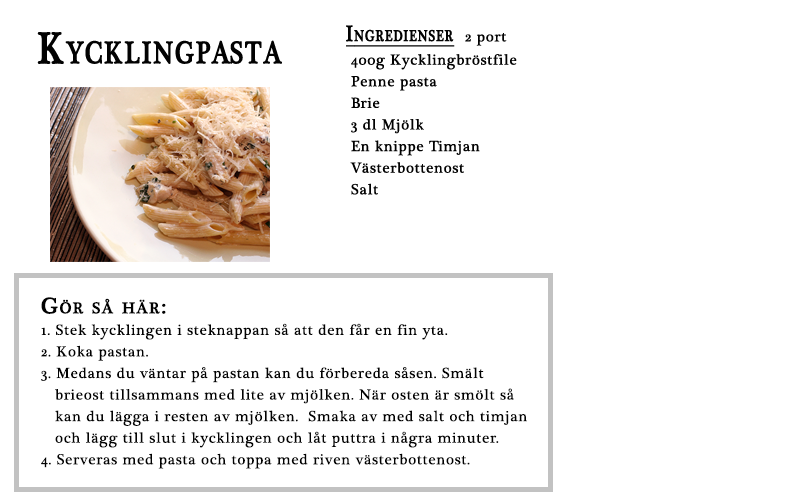 Kycklingpasta
Ingredienser 2 port
400g Kycklingbröstfile
Penne pasta
Brie
3 dl Mjölk
En knippe Timjan
Västerbottenost
Salt
Gör så här:
1. Stek kycklingen i steknappan så att den får en fin yta.
2. Koka pastan.
3. Medans du väntar på pastan kan du förbereda såsen. Smält
brieost tillsammans med lite av mjölken. När osten är smölt så
kan du lägga i resten av mjölken. Smaka av med salt och timjan
och lägg till slut i kycklingen och låt puttra i några minuter.
4. Serveras med pasta och toppa med riven västerbottenost.